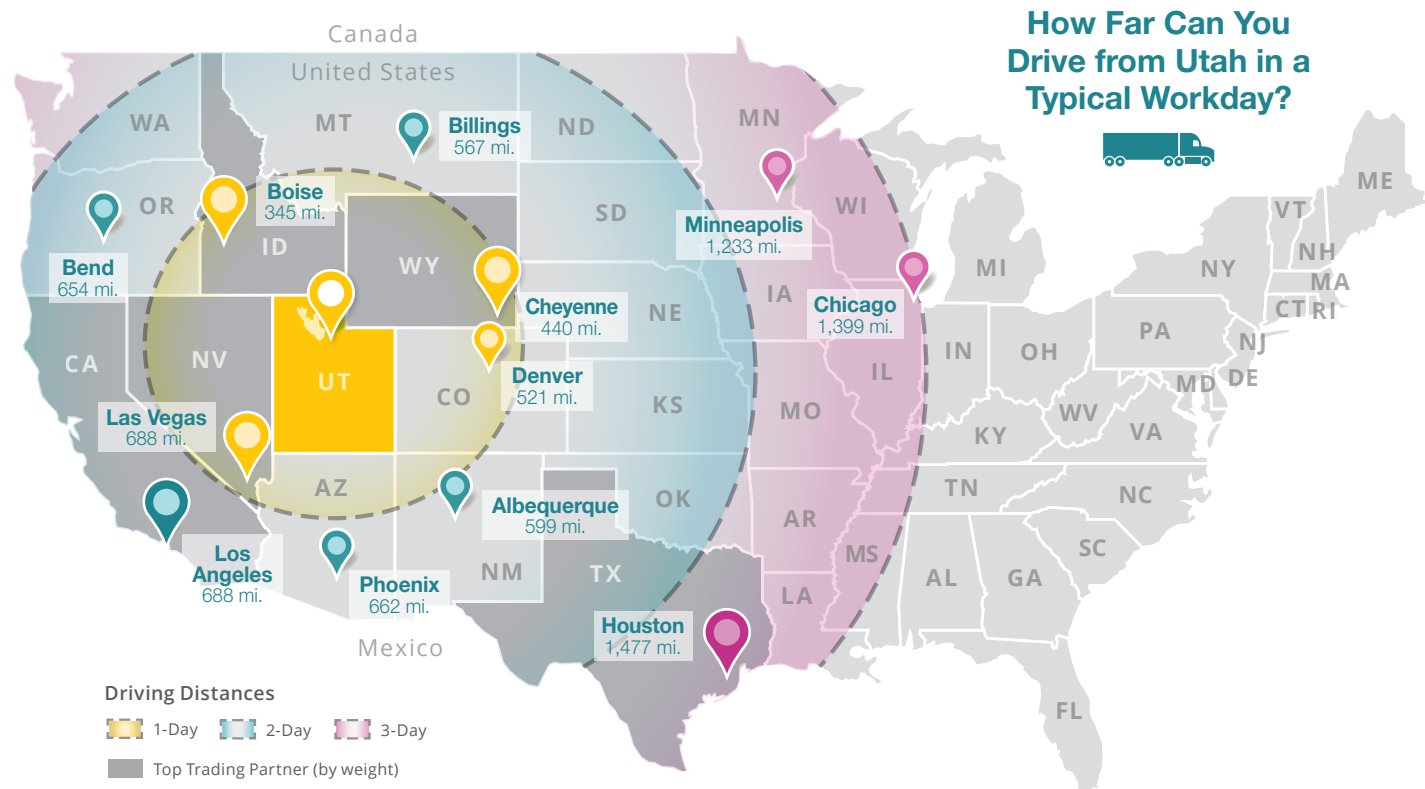 How Far Can You
Drive from Utah in a
Typical Workday?
Canada
United States
WA
MT
ND
MN
OR
ID
WY
SD
WI
MI
NY
VT
NH
ME
MA
CT
RI
CA
NV
UT
CO
NE
IA
IL
IN
OH
PA
NJ
MD
DE
WV
VA
KY
KS
MO
AZ
NM
OK
TX
AR
LA
MS
TN
NC
SC
AL
GA
FL
Billings
567 mi.
Boise
345 mi.
Bend
654 mi.
Cheyenne
440 mi.
Denver
521 mi.
Las Vegas
688 mi.
Los
Angeles
688 mi.
Phoenix
662 mi.
Albequerque
599 mi.
Minneapolis
1,233 mi.
Chicago
1,399 mi.
Houston
1,477 mi.
Mexico
Driving Distances
1-Day
2-Day
3-Day
Top Trading Partner (by weight)